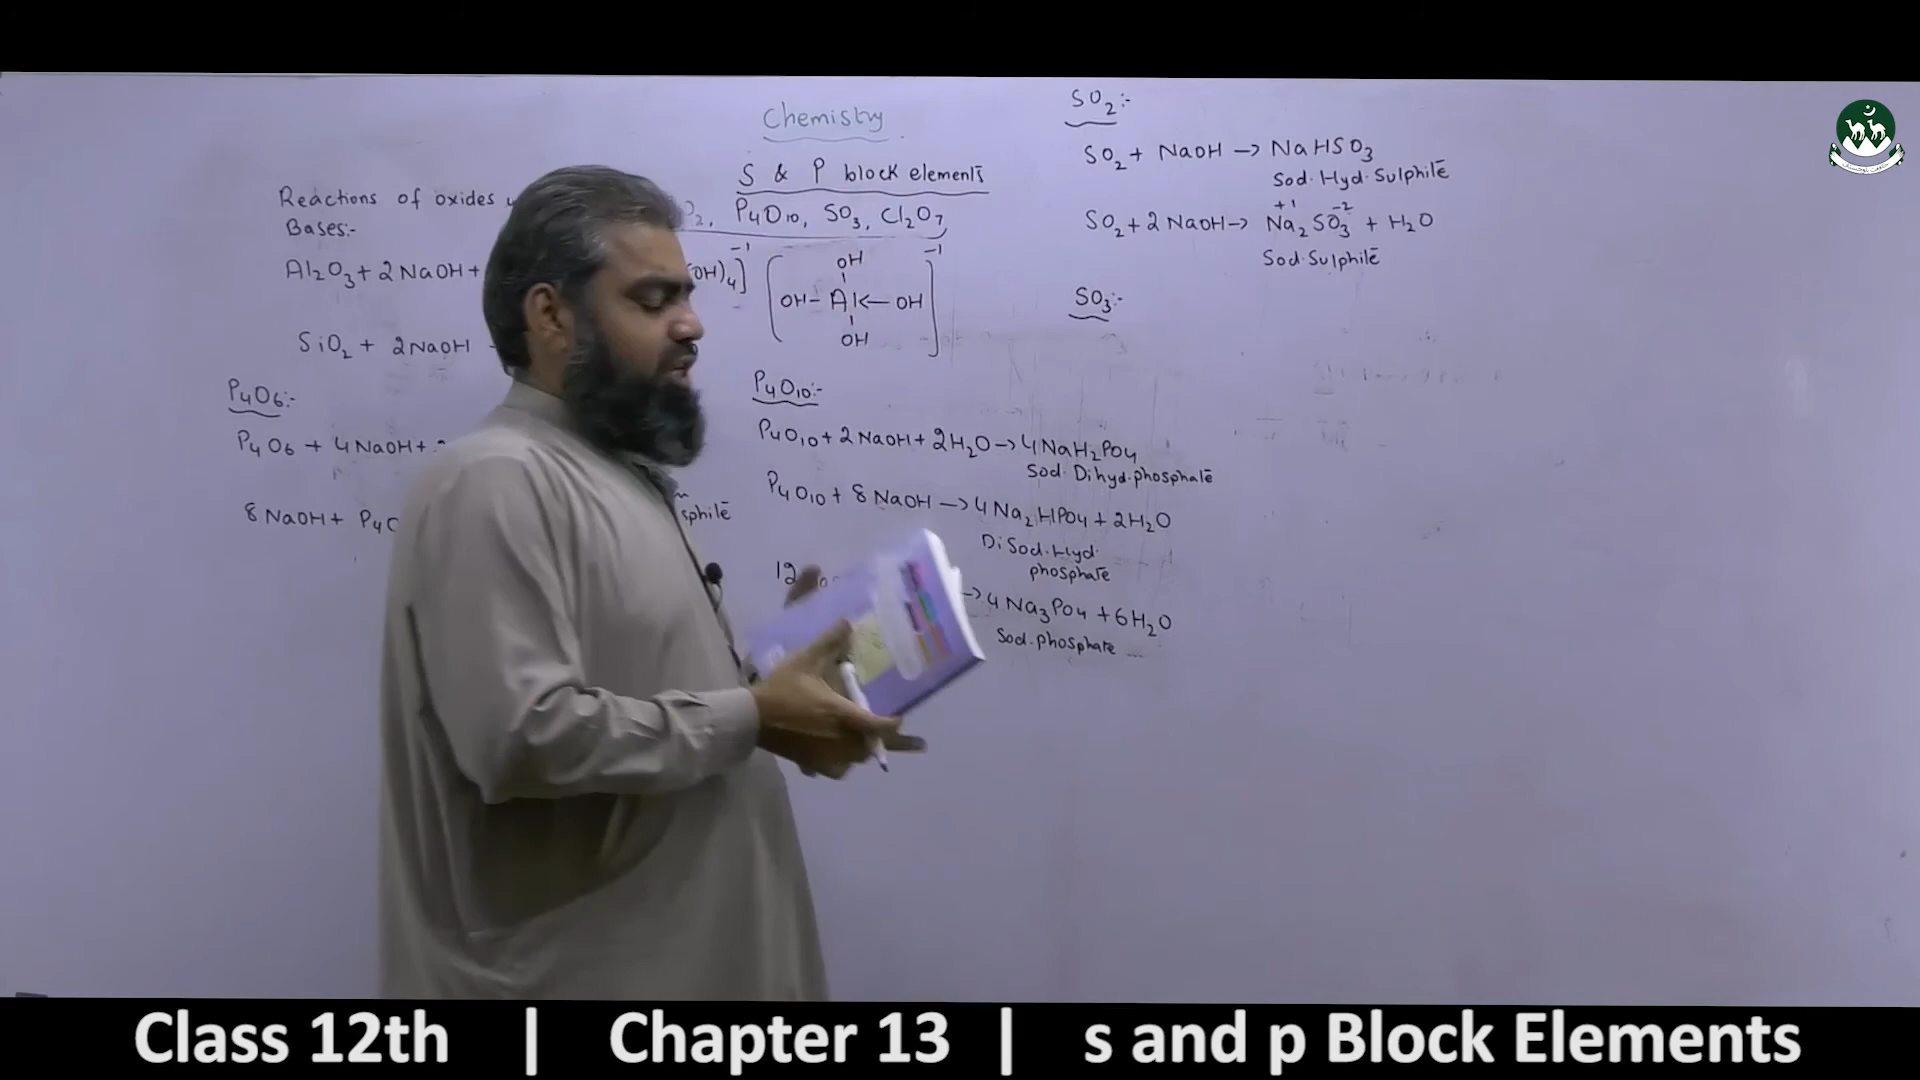 Chemistry
S & P block elements
Reactions of oxides
P4O10, SO3, Cl2O7
Bases:-
Al2O3 + 2NaOH +
OH)4]-1
OH
OH- Al <- OH
OH
-1
SiO2 + 2NaOH
P4O6:-
P4O6 + 4NaOH +
8NaOH + P4O
sphite
P4O10:-
P4O10 + 2NaOH + 2H2O -> 4NaH2PO4
Sod. Dihyd. phosphate
P4O10 + 8NaOH -> 4Na2HPO4 + 2H2O
DiSod. Hyd.
phosphate
12
-> 4Na3PO4 + 6H2O
Sod. phosphate
SO2:-
SO2 + NaOH -> NaHSO3
Sod. Hyd. Sulphite
+1 -2
SO2 + 2NaOH -> Na2SO3 + H2O
Sod. Sulphite
SO3:-
Class 12th | Chapter 13 | s and p Block Elements